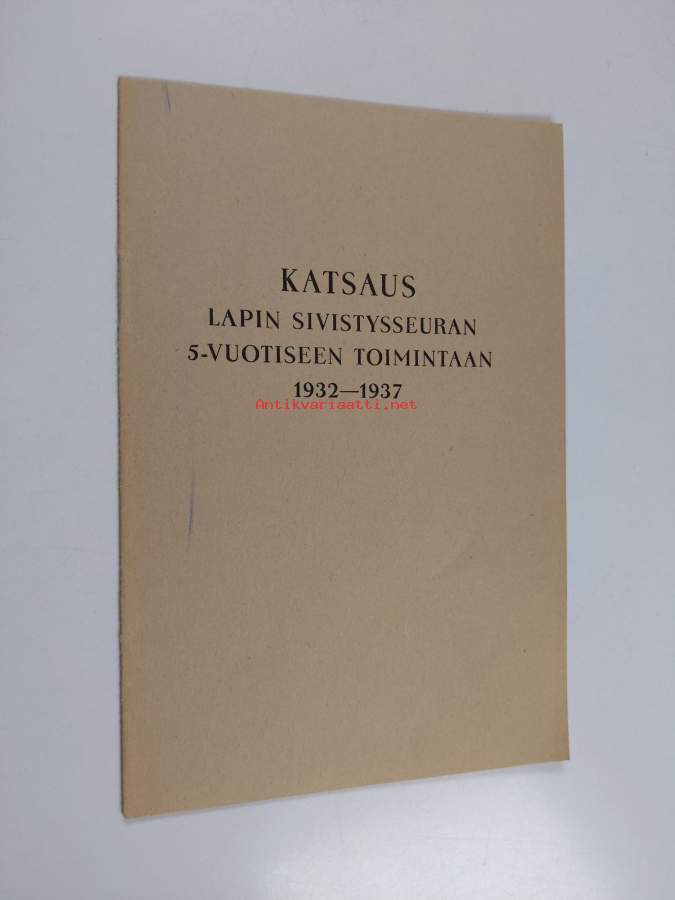 KATSAUS
LAPIN SIVISTYSSEURAN
5-VUOTISEEN TOIMINTAAN
1932—1937
Antikvariaatti.net